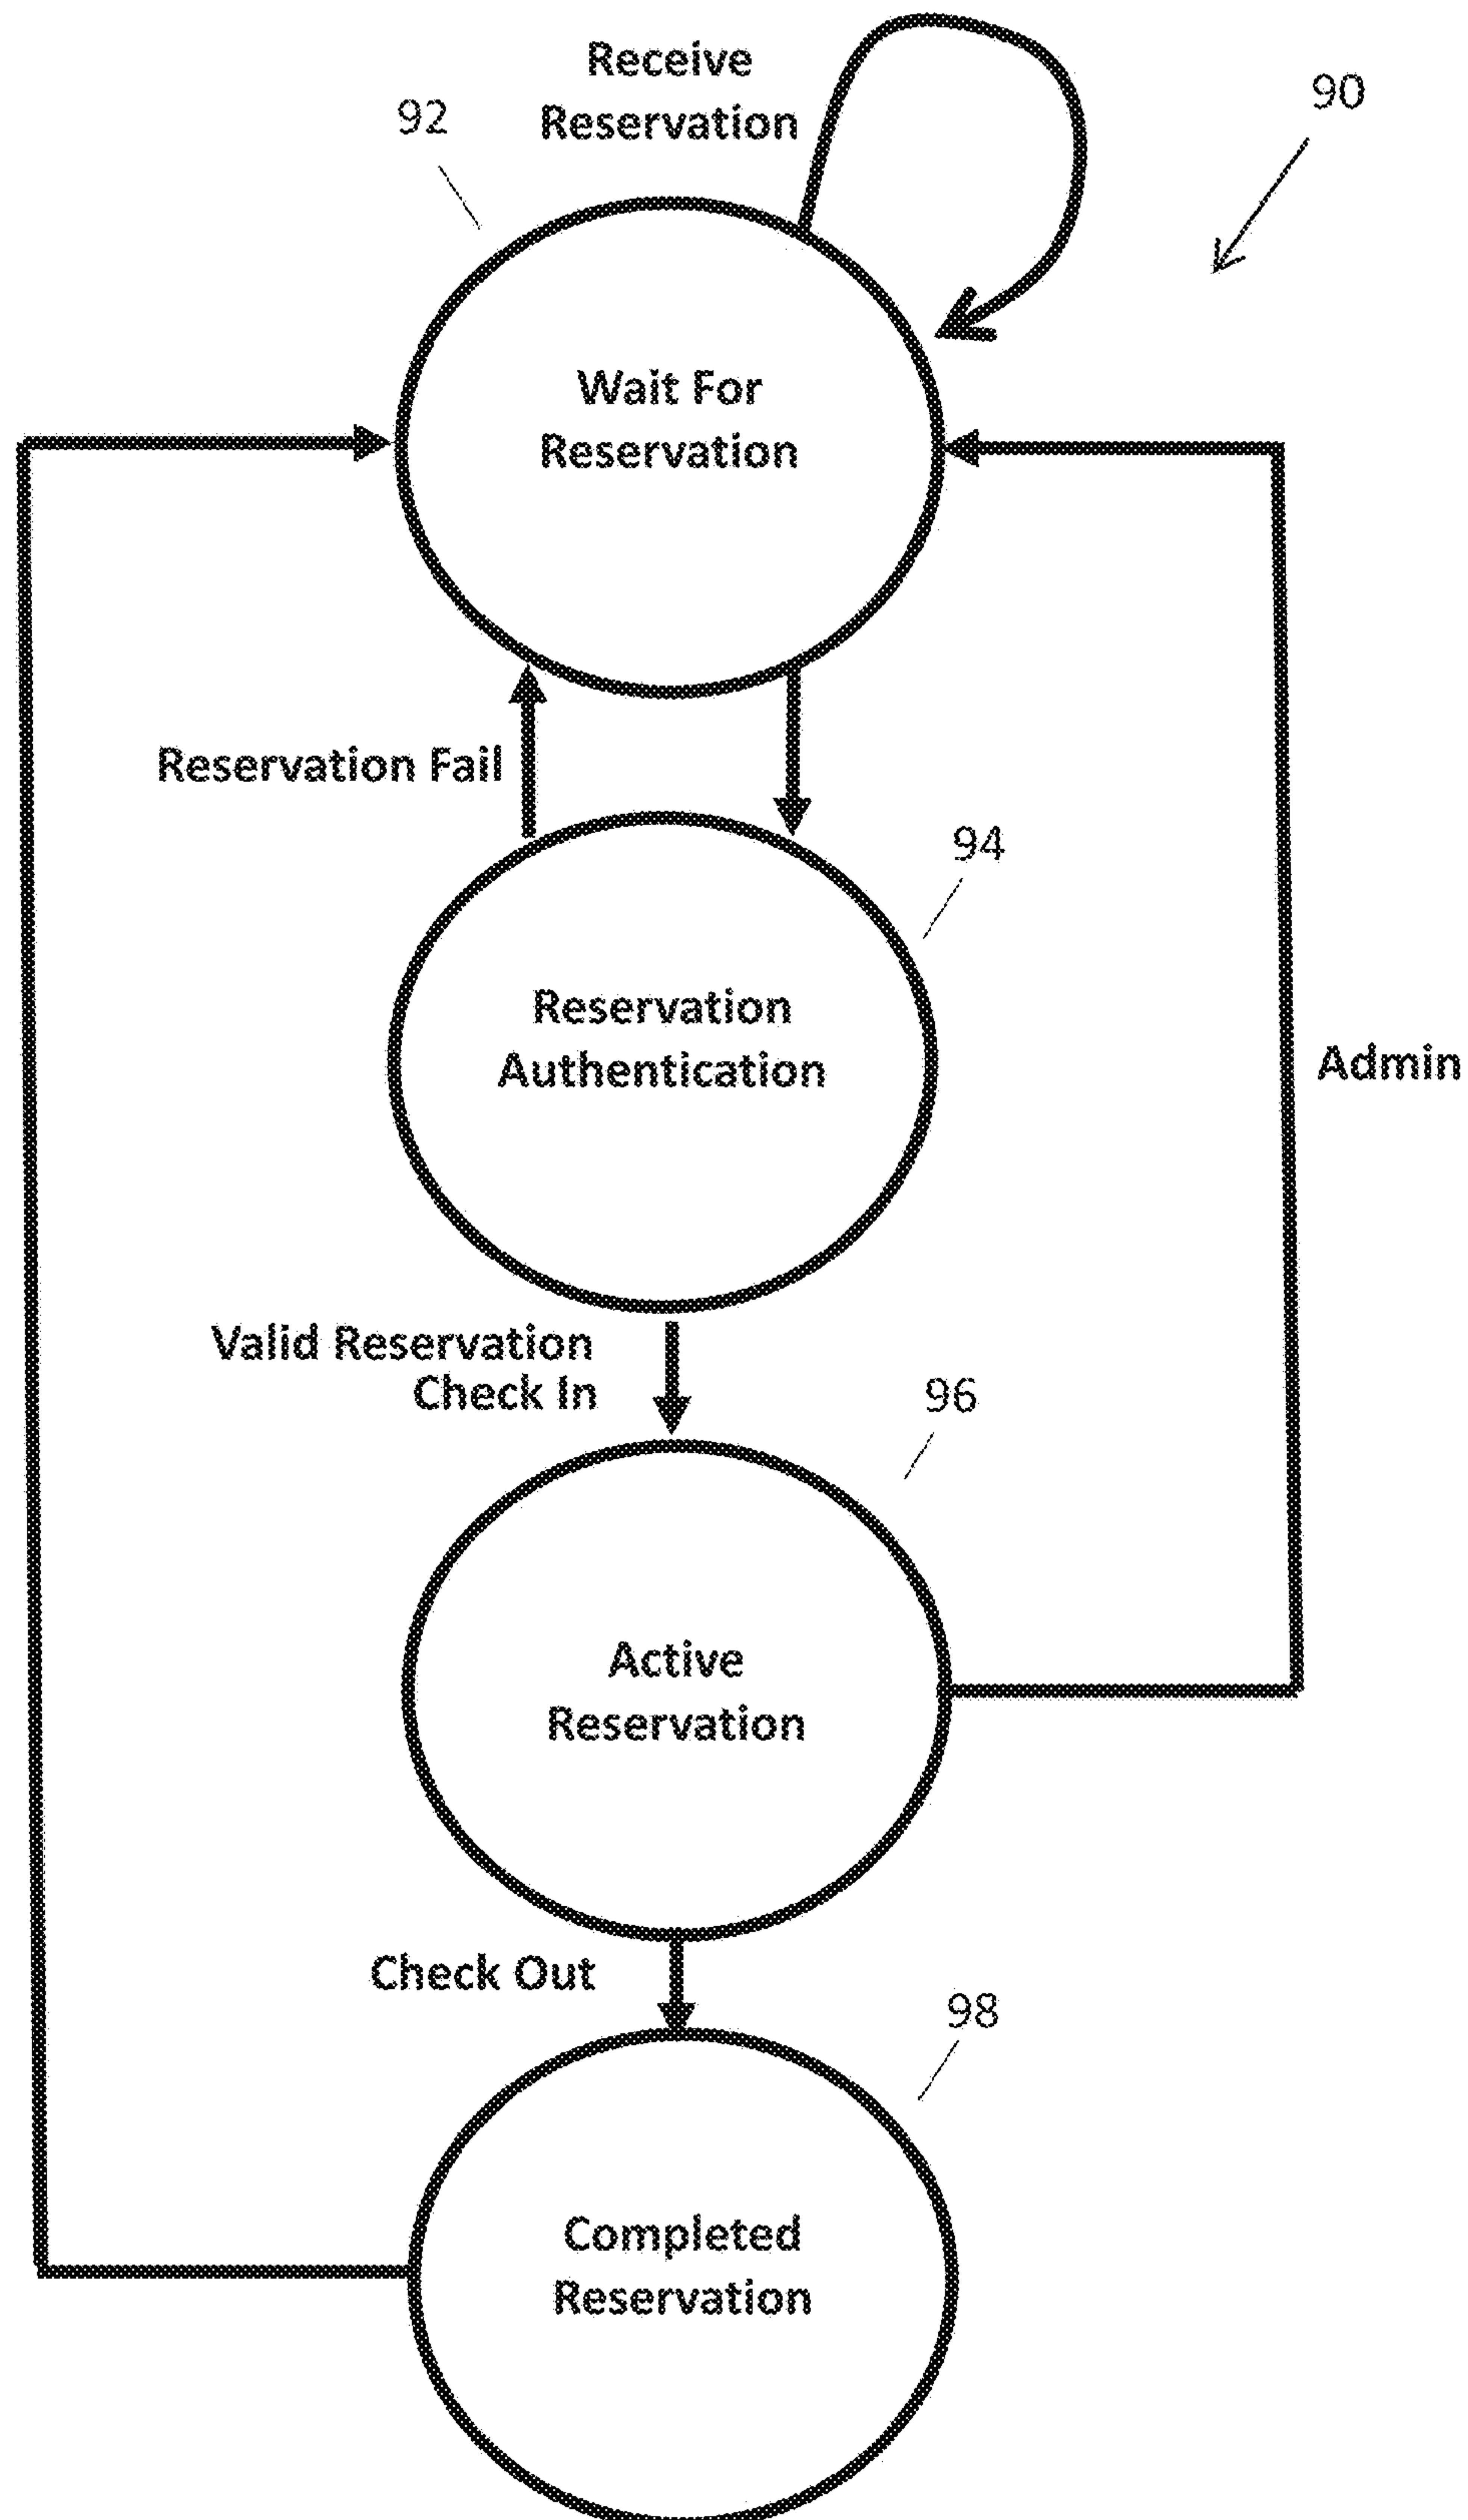 Receive
Reservation
92
90
Wait For
Reservation
Reservation Fail
94
Reservation
Authentication
Admin
Valid Reservation
Check In
96
Active
Reservation
Check Out
98
Completed
Reservation